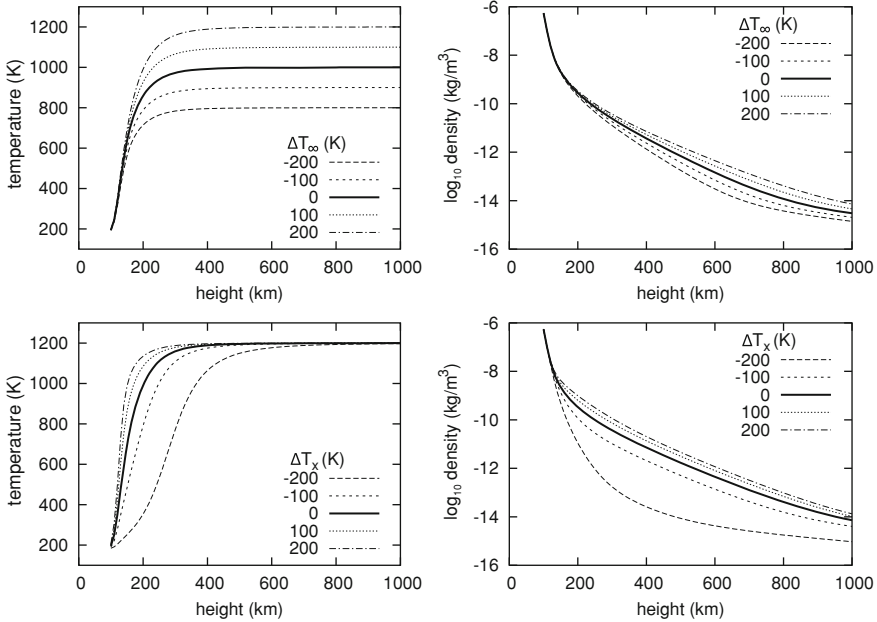 temperature (K)
1200
1000
800
600
400
200
ΔT∞ (K)
-200
-100
0
100
200
0 200 400 600 800 1000
height (km)
log10 density (kg/m³)
-6
-8
-10
-12
-14
-16
ΔT∞ (K)
-200
-100
0
100
200
0 200 400 600 800 1000
height (km)
temperature (K)
1200
1000
800
600
400
200
ΔTx (K)
-200
-100
0
100
200
0 200 400 600 800 1000
height (km)
log10 density (kg/m³)
-6
-8
-10
-12
-14
-16
ΔTx (K)
-200
-100
0
100
200
0 200 400 600 800 1000
height (km)